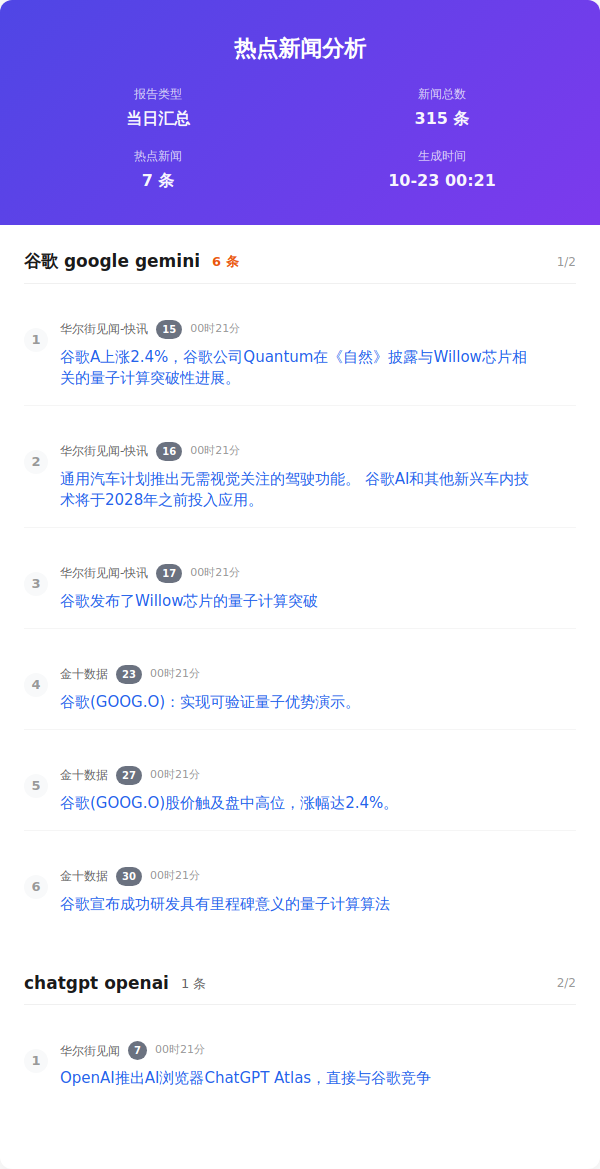 热点新闻分析
报告类型
当日汇总
新闻总数
315 条
热点新闻
7 条
生成时间
10-23 00:21
谷歌 google gemini 6 条 1/2
1
华尔街见闻-快讯 15 00时21分
谷歌A上涨2.4%，谷歌公司Quantum在《自然》披露与Willow芯片相
关的量子计算突破性进展。
2
华尔街见闻-快讯 16 00时21分
通用汽车计划推出无需视觉关注的驾驶功能。 谷歌AI和其他新兴车内技
术将于2028年之前投入应用。
3
华尔街见闻-快讯 17 00时21分
谷歌发布了Willow芯片的量子计算突破
4
金十数据 23 00时21分
谷歌(GOOG.O)：实现可验证量子优势演示。
5
金十数据 27 00时21分
谷歌(GOOG.O)股价触及盘中高位，涨幅达2.4%。
6
金十数据 30 00时21分
谷歌宣布成功研发具有里程碑意义的量子计算算法
chatgpt openai 1 条 2/2
1
华尔街见闻 7 00时21分
OpenAI推出AI浏览器ChatGPT Atlas，直接与谷歌竞争